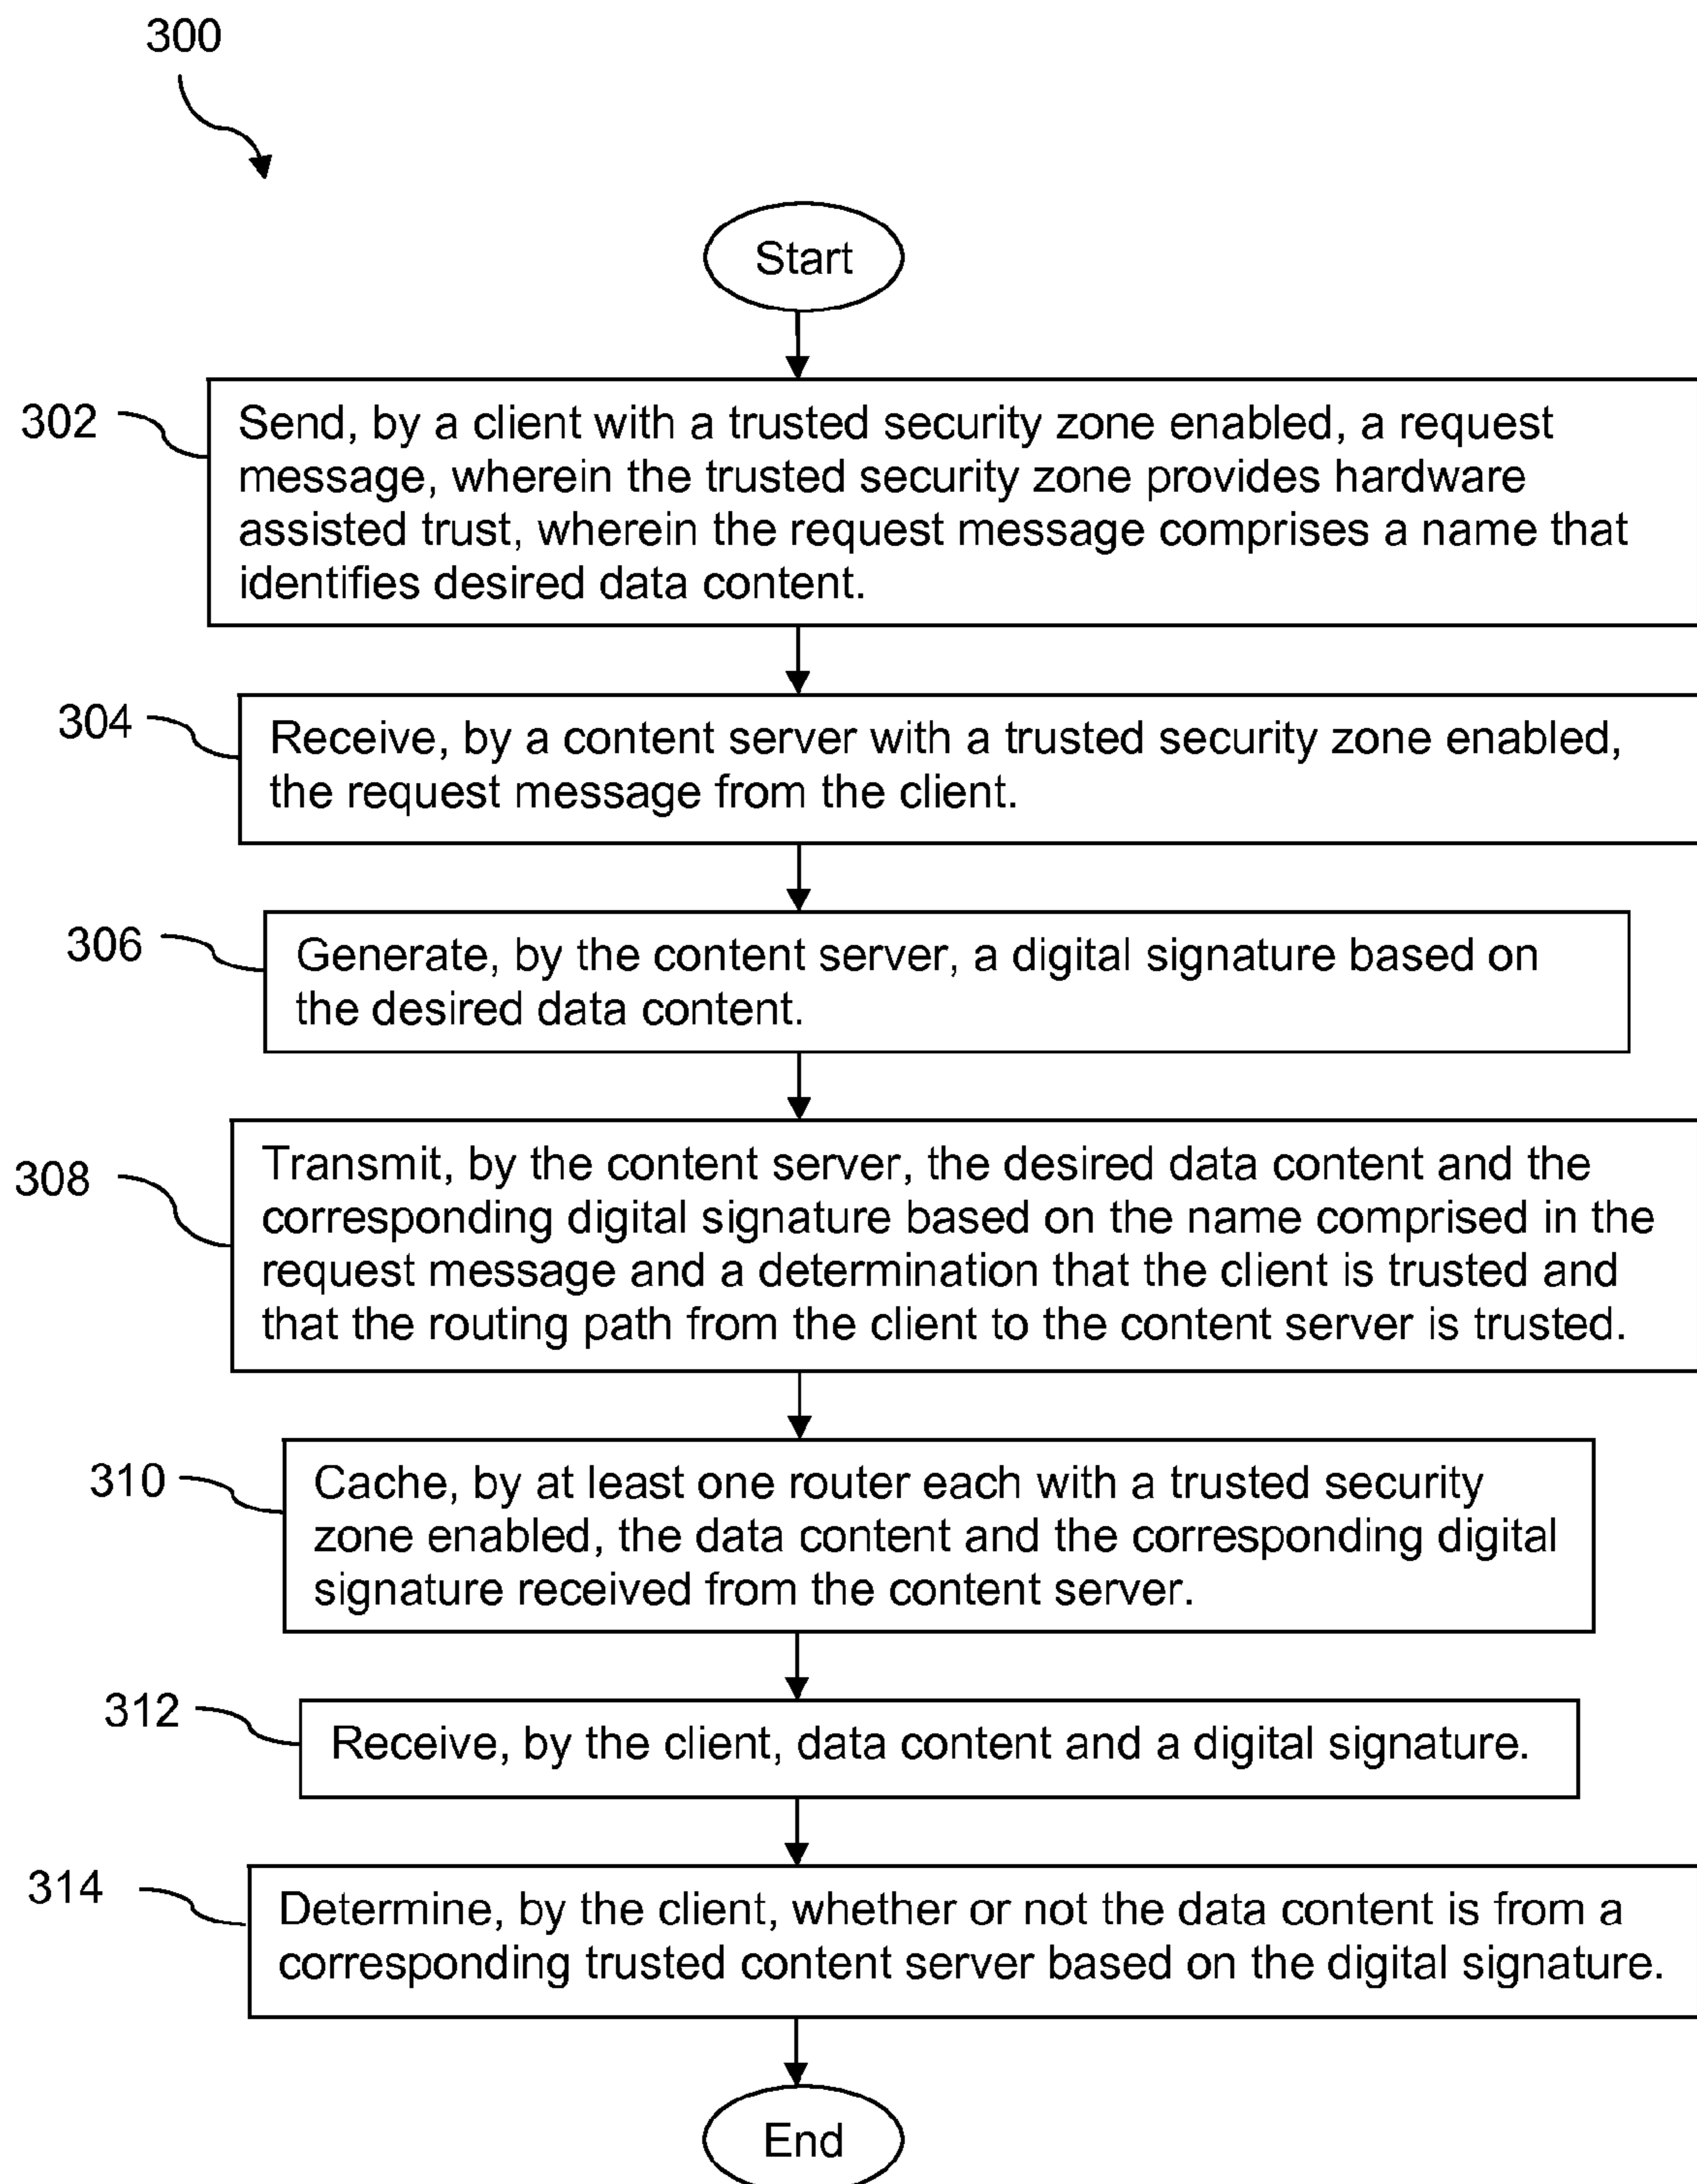 300
Start
302
Send, by a client with a trusted security zone enabled, a request
message, wherein the trusted security zone provides hardware
assisted trust, wherein the request message comprises a name that
identifies desired data content.
304
Receive, by a content server with a trusted security zone enabled,
the request message from the client.
306
Generate, by the content server, a digital signature based on
the desired data content.
308
Transmit, by the content server, the desired data content and the
corresponding digital signature based on the name comprised in the
request message and a determination that the client is trusted and
that the routing path from the client to the content server is trusted.
310
Cache, by at least one router each with a trusted security
zone enabled, the data content and the corresponding digital
signature received from the content server.
312
Receive, by the client, data content and a digital signature.
314
Determine, by the client, whether or not the data content is from a
corresponding trusted content server based on the digital signature.
End